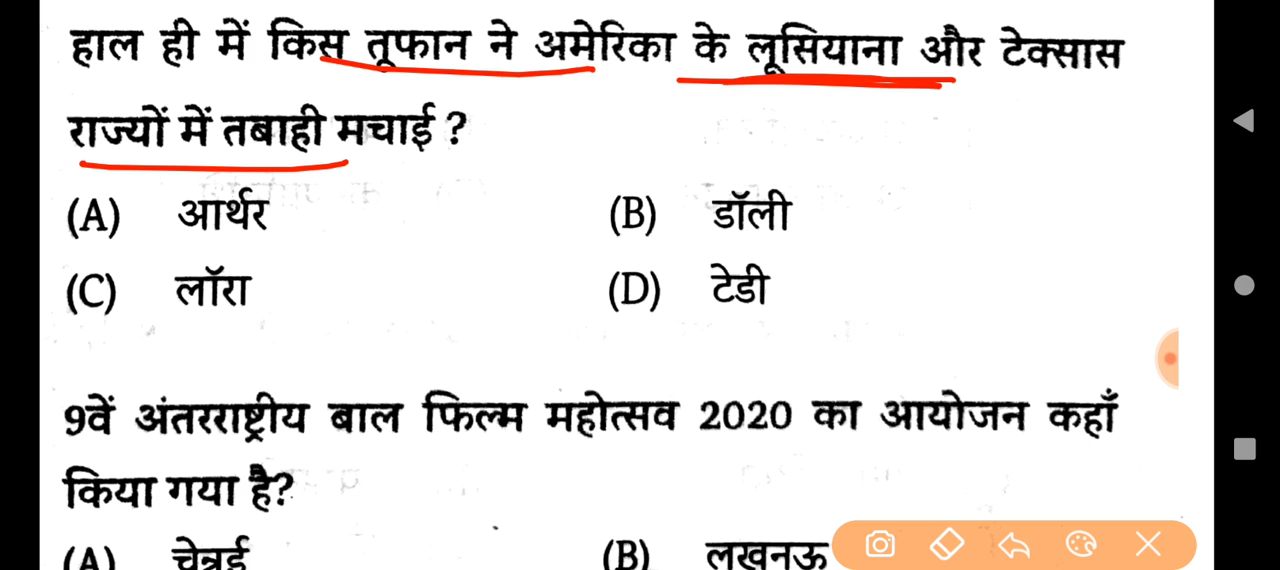 हाल ही में किस तूफान ने अमेरिका के लूसियाना और टेक्सास
राज्यों में तबाही मचाई ?
(A) आर्थर (B) डॉली
(C) लॉरा (D) टेडी
9वें अंतरराष्ट्रीय बाल फिल्म महोत्सव 2020 का आयोजन कहाँ
किया गया है?
(A) चेन्नई (B) लखनऊ